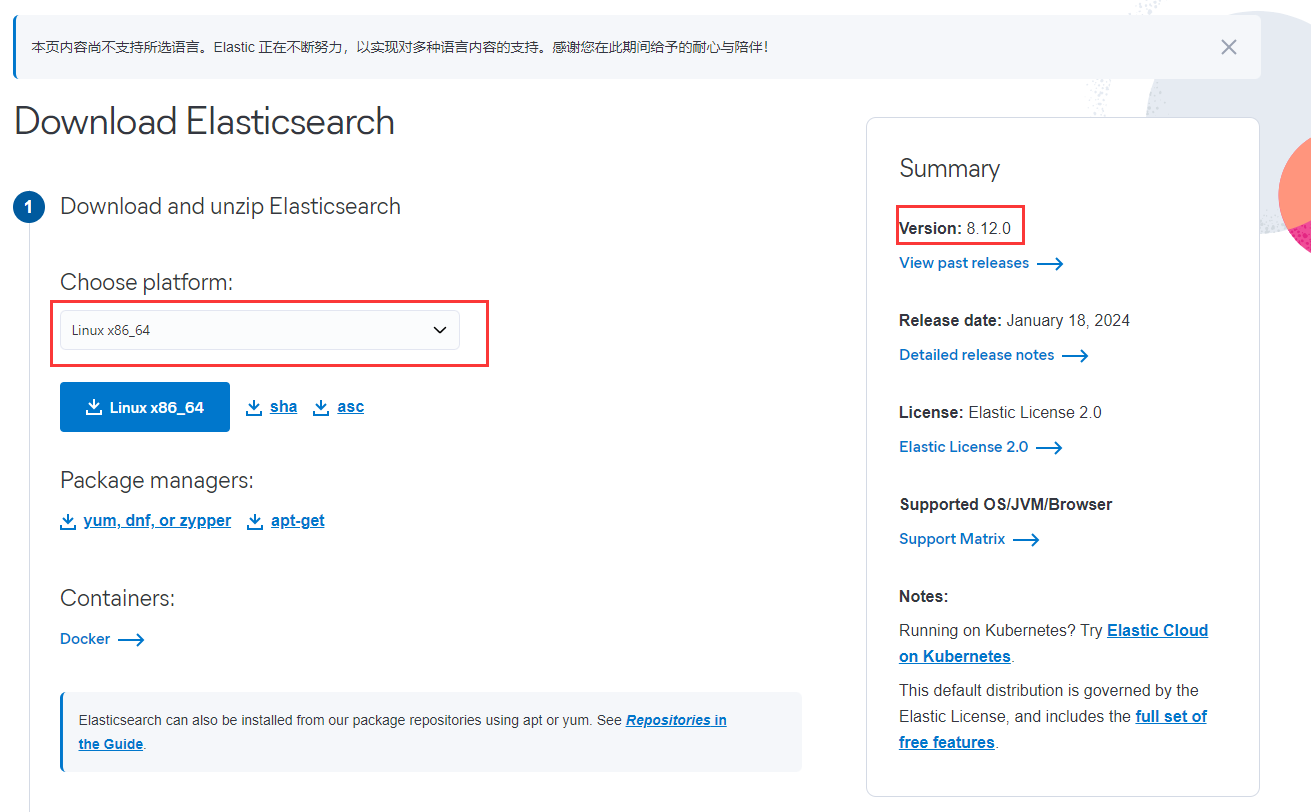 本页内容尚不支持所选语言。Elastic 正在不断努力，以实现对多种语言内容的支持。感谢您在此期间给予的耐心与陪伴！
Download Elasticsearch
1 Download and unzip Elasticsearch
Choose platform:
Linux x86_64
Linux x86_64 sha asc
Package managers:
yum, dnf, or zypper apt-get
Containers:
Docker
Elasticsearch can also be installed from our package repositories using apt or yum. See Repositories in
the Guide.
Summary
Version: 8.12.0
View past releases
Release date: January 18, 2024
Detailed release notes
License: Elastic License 2.0
Elastic License 2.0
Supported OS/JVM/Browser
Support Matrix
Notes:
Running on Kubernetes? Try Elastic Cloud
on Kubernetes.
This default distribution is governed by the
Elastic License, and includes the full set of
free features.